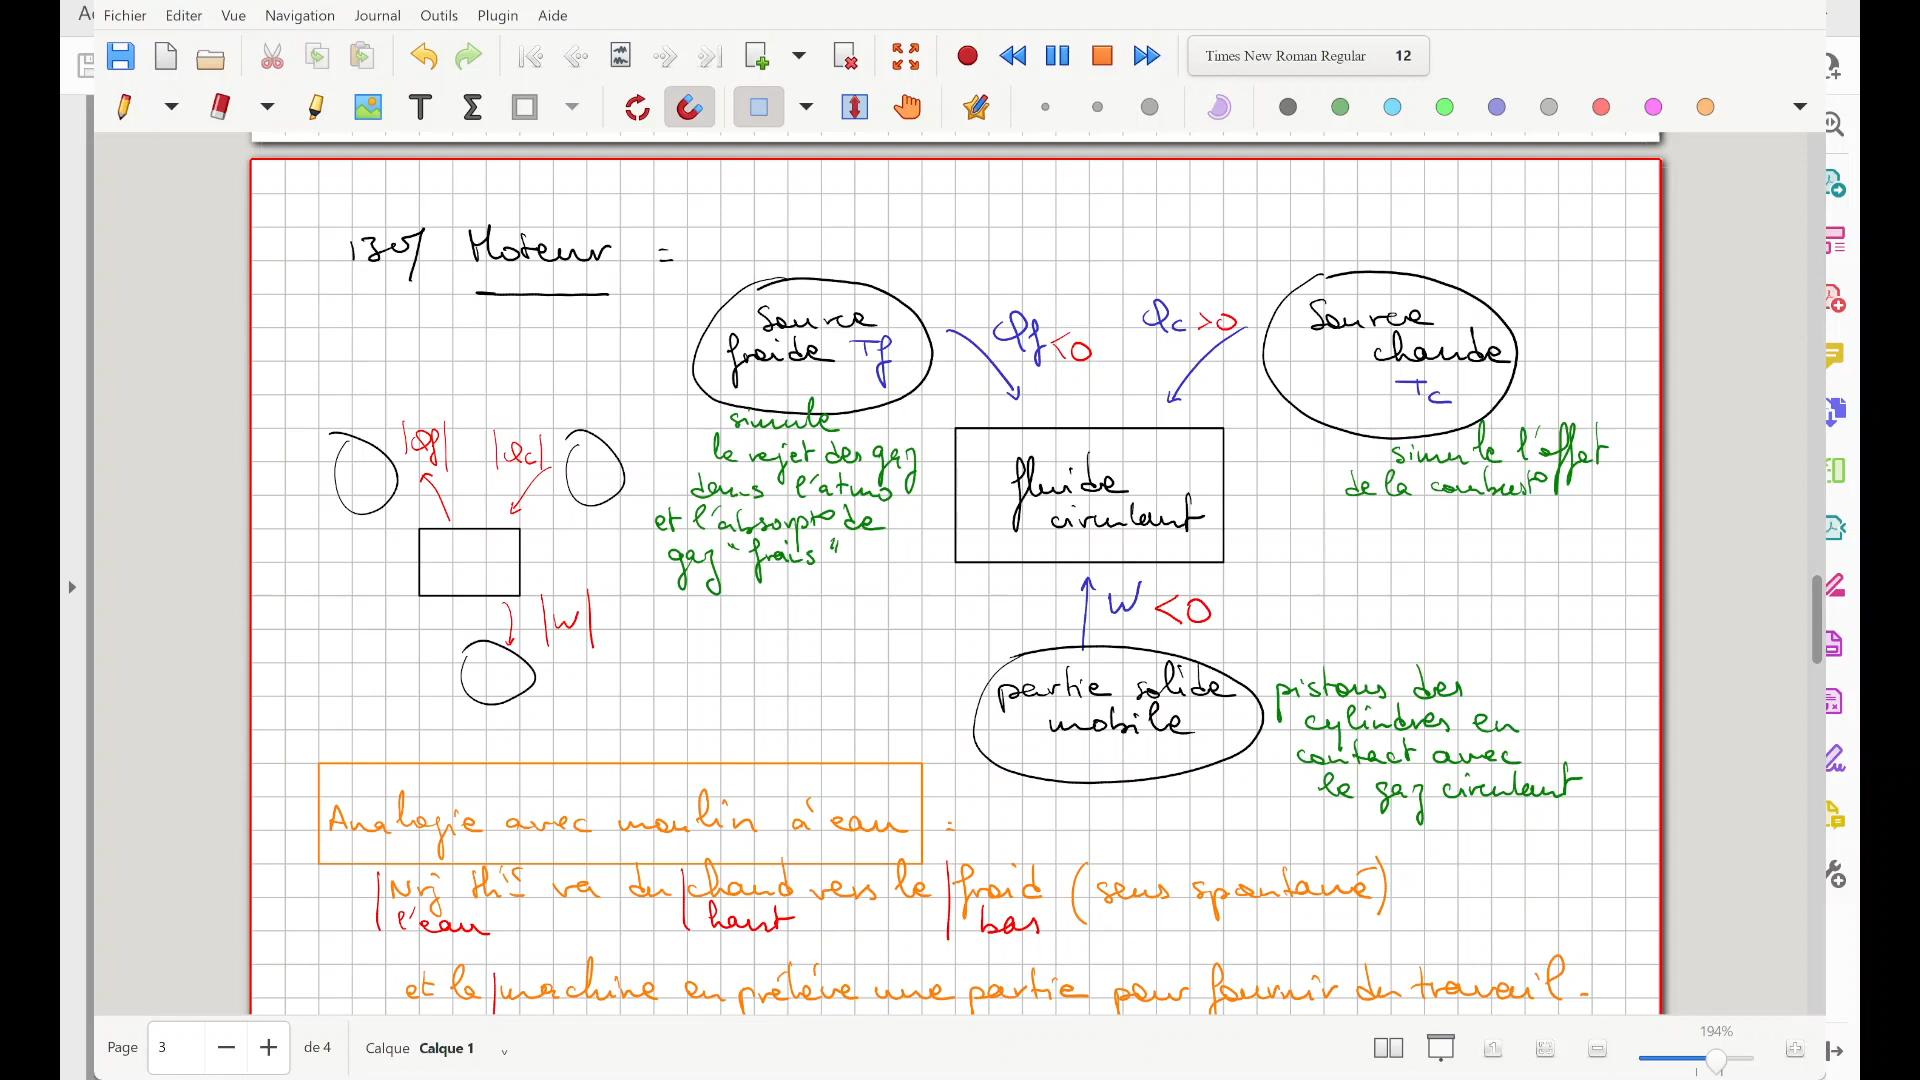 Fichier Editer Vue Navigation Journal Outils Plugin Aide
Times New Roman Regular 12
Moteur :
Source froide Tf
Qf <0
Qc >0
Source chaude Tc
simule
le rejet des gaz
dans l'atmo
et l'absorpt° de
gaz "frais"
simule l'effet
de la combust°
|Qf| |Qc|
fluide
circulant
W <0
|W|
partie solide
mobile
pistons des
cylindres en
contact avec
le gaz circulant
Analogie avec moulin à eau :
Nrj thie va du chaud vers le froid (sens spontané)
l'eau haut bas
et la machine en prélève une partie pour fournir du travail.
Page 3 de 4 Calque Calque 1
194%